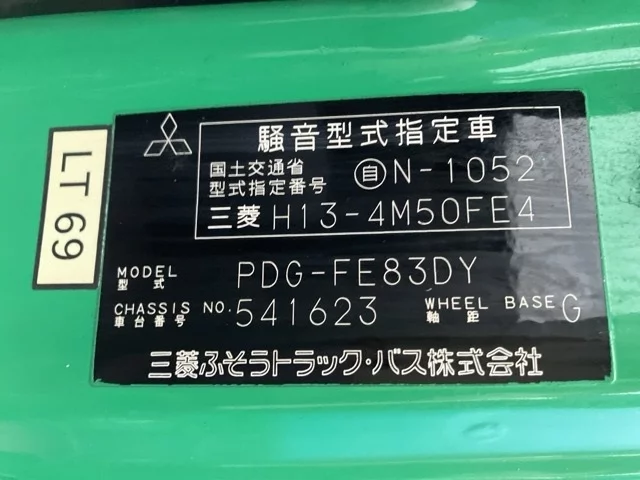 LT 69
騒音型式指定車
国土交通省
型式指定番号 自N-1052
三菱 H13-4M50FE4
MODEL
型式 PDG-FE83DY
CHASSIS NO. 541623 WHEEL BASE G
車台番号 軸距
三菱ふそうトラック・バス株式会社